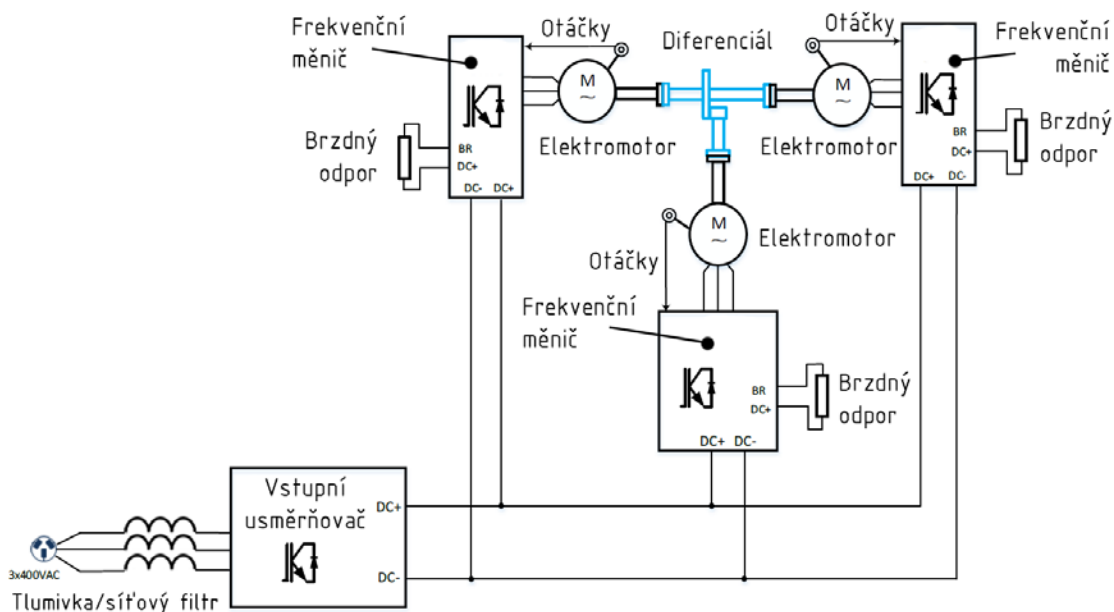 Frekvenční
měnič
Otáčky
M
~
Elektromotor
Brzdný
odpor
BR
DC+
DC-
DC+
Diferenciál
Otáčky
M
~
Elektromotor
Frekvenční
měnič
BR
DC+
Brzdný
odpor
DC+
DC-
M
~
Elektromotor
Otáčky
Frekvenční
měnič
BR
DC+
Brzdný
odpor
DC+
DC-
Vstupní
usměrňovač
DC+
DC-
3x400VAC
Tlumivka/síťový filtr